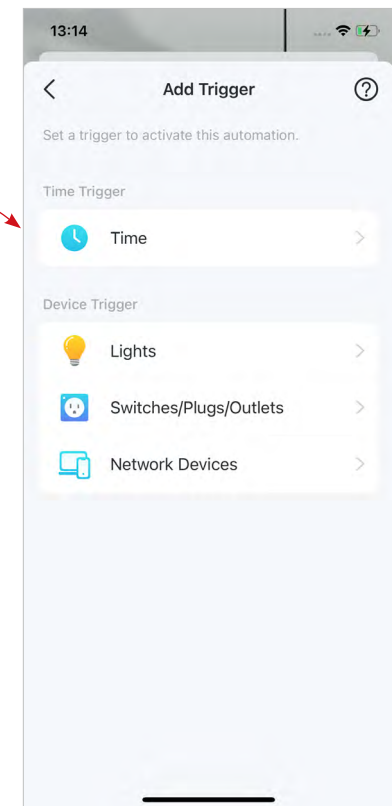 13:14
Add Trigger
Set a trigger to activate this automation.
Time Trigger
Time
Device Trigger
Lights
Switches/Plugs/Outlets
Network Devices